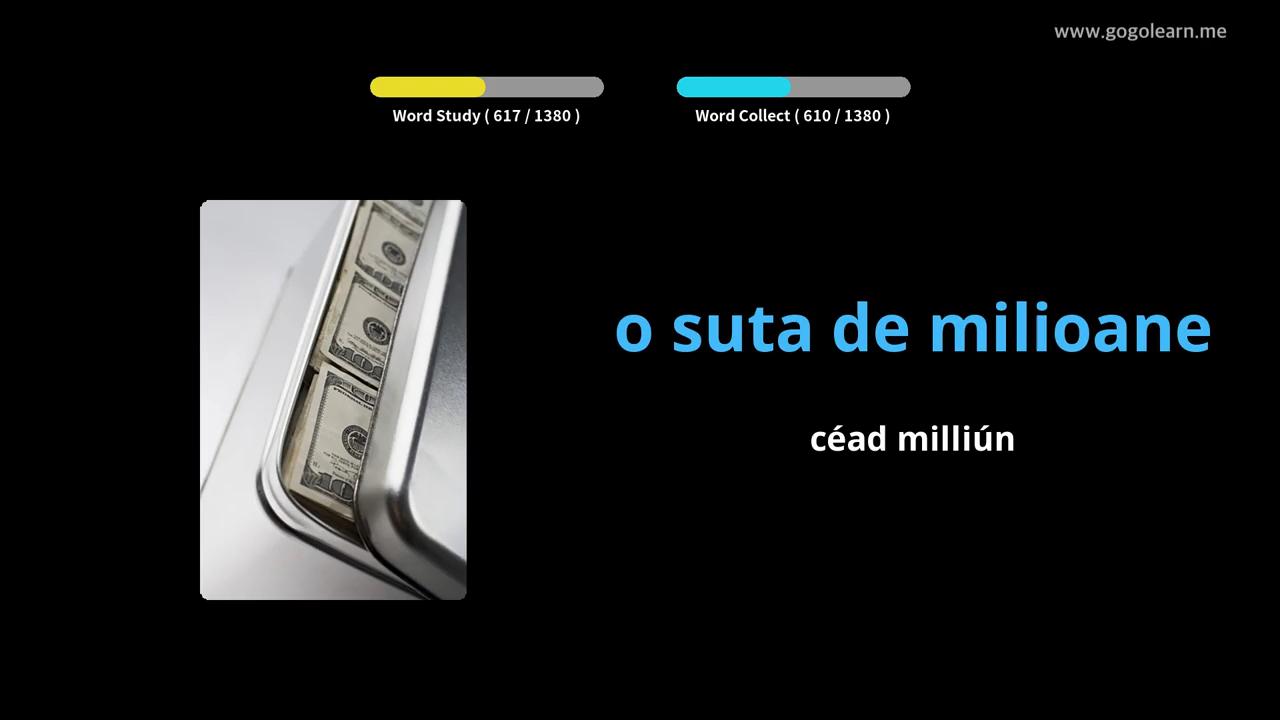 www.gogolearn.me
Word Study ( 617 / 1380 )
Word Collect ( 610 / 1380 )
o suta de milioane
céad milliún